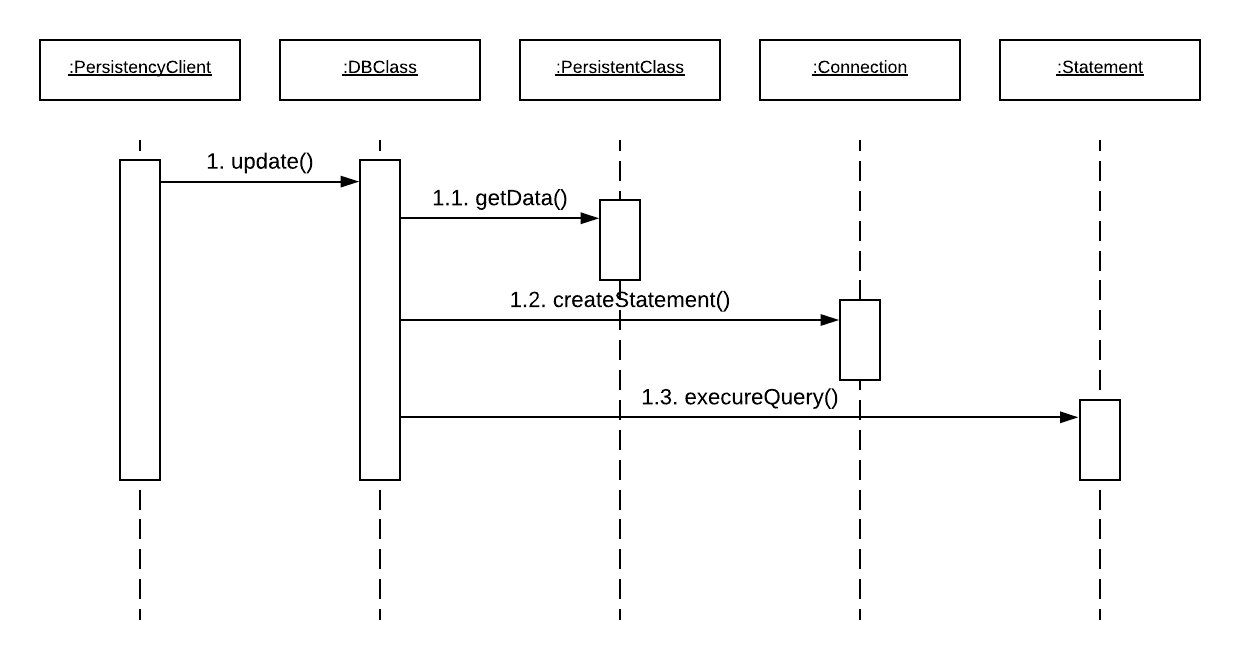 :PersistencyClient
:DBClass
:PersistentClass
:Connection
:Statement
1. update()
1.1. getData()
1.2. createStatement()
1.3. execureQuery()